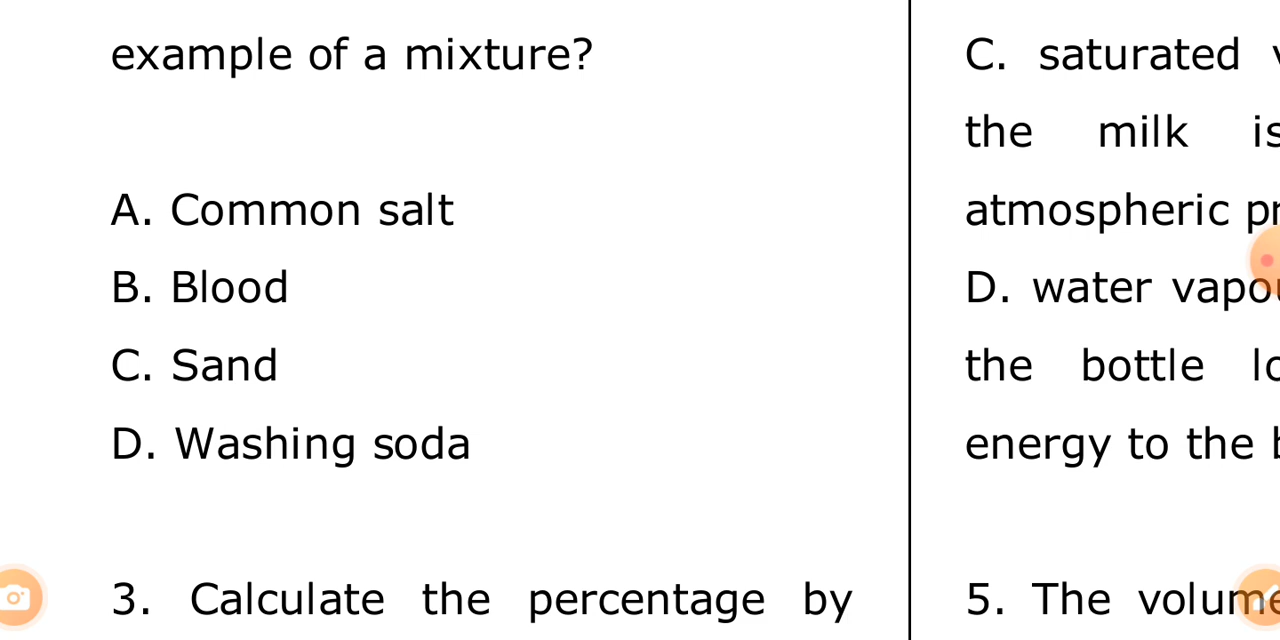 example of a mixture?
A. Common salt
B. Blood
C. Sand
D. Washing soda
3. Calculate the percentage by
C. saturated
the milk is
atmospheric
D. water
the bottle
energy to the
5. The